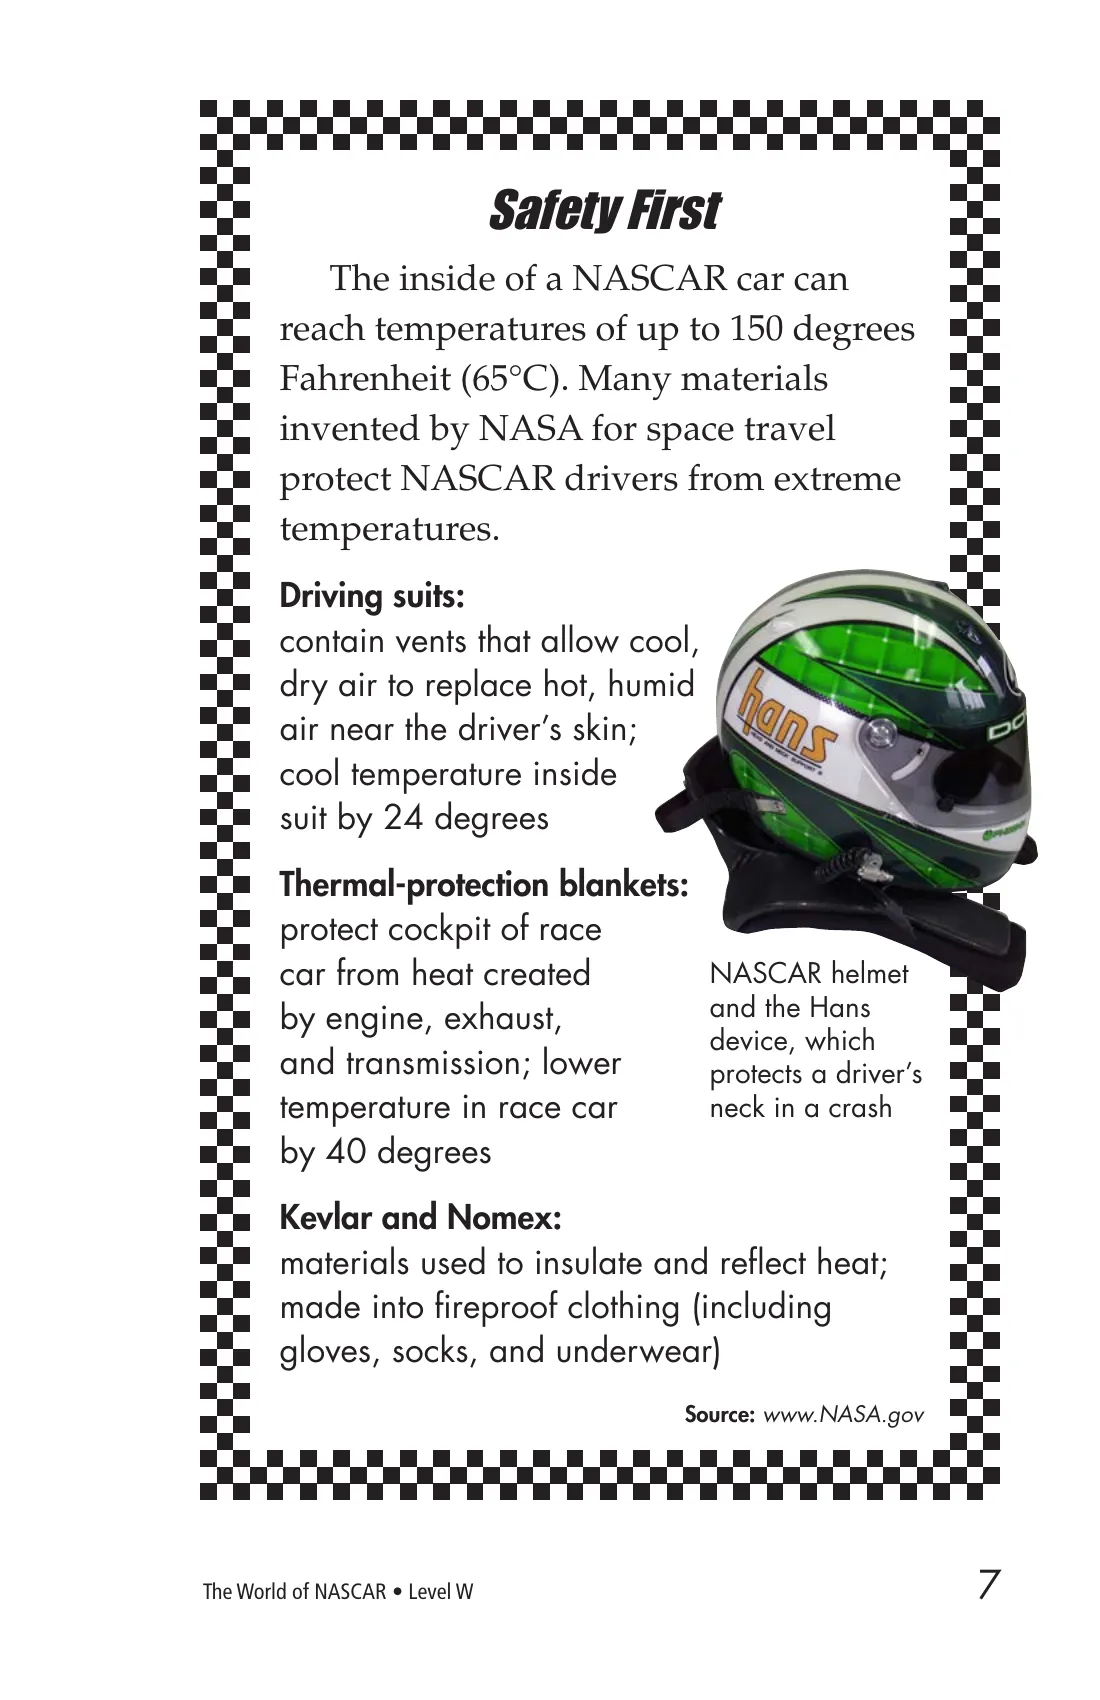 Safety First
The inside of a NASCAR car can
reach temperatures of up to 150 degrees
Fahrenheit (65°C). Many materials
invented by NASA for space travel
protect NASCAR drivers from extreme
temperatures.
Driving suits:
contain vents that allow cool,
dry air to replace hot, humid
air near the driver’s skin;
cool temperature inside
suit by 24 degrees
Thermal-protection blankets:
protect cockpit of race
car from heat created
by engine, exhaust,
and transmission; lower
temperature in race car
by 40 degrees
hans
HEAD AND NECK SUPPORT
NASCAR helmet
and the Hans
device, which
protects a driver’s
neck in a crash
Kevlar and Nomex:
materials used to insulate and reflect heat;
made into fireproof clothing (including
gloves, socks, and underwear)
Source: www.NASA.gov
The World of NASCAR • Level W
7